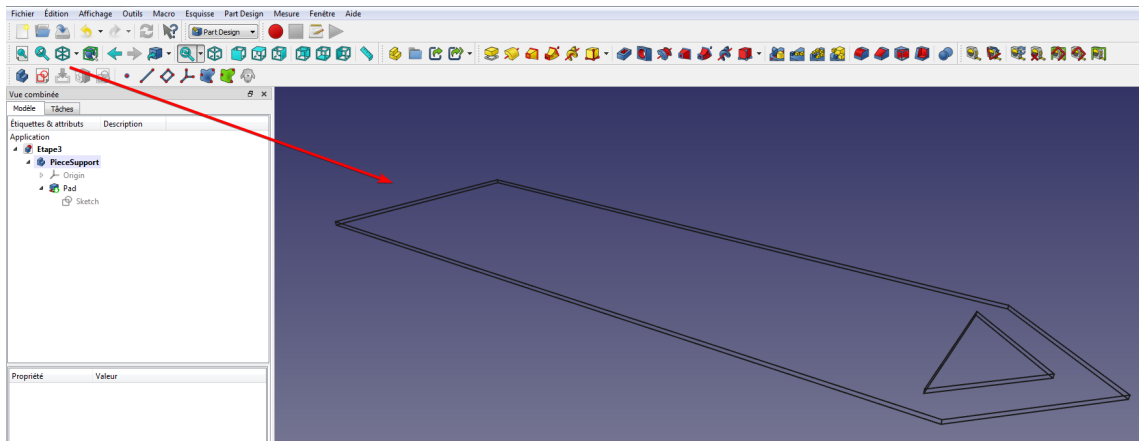 Fichier Édition Affichage Outils Macro Esquisse Part Design Mesure Fenêtre Aide
Part Design
Vue combinée
Modèle Tâches
Étiquettes & attributs Description
Application
Etape3
PieceSupport
Origin
Pad
Sketch
Propriété Valeur